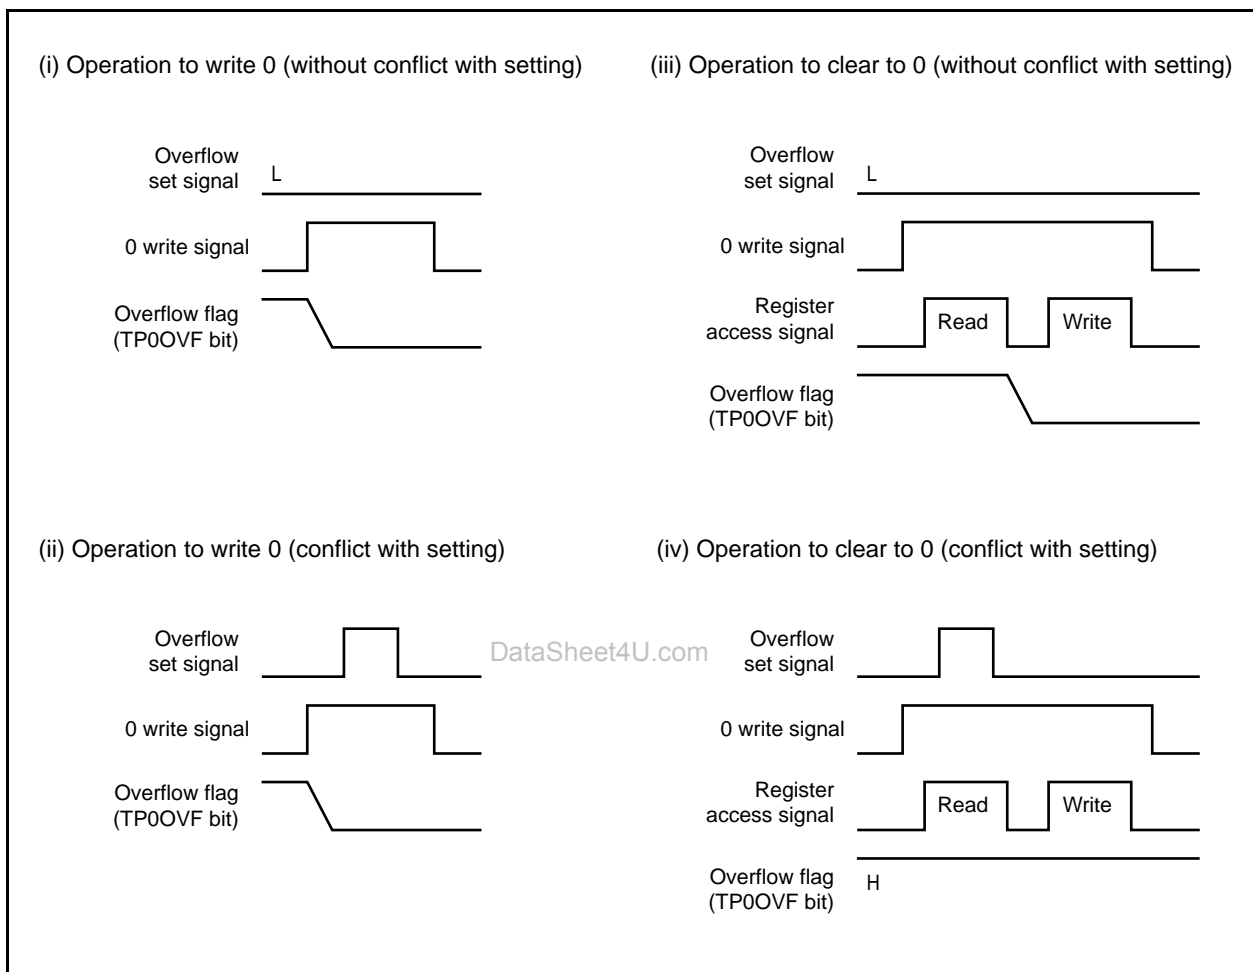 (i) Operation to write 0 (without conflict with setting)
Overflow
set signal
L
0 write signal
Overflow flag
(TP0OVF bit)
(iii) Operation to clear to 0 (without conflict with setting)
Overflow
set signal
L
0 write signal
Register
access signal
Read
Write
Overflow flag
(TP0OVF bit)
(ii) Operation to write 0 (conflict with setting)
Overflow
set signal
0 write signal
Overflow flag
(TP0OVF bit)
DataSheet4U.com
(iv) Operation to clear to 0 (conflict with setting)
Overflow
set signal
0 write signal
Register
access signal
Read
Write
Overflow flag
(TP0OVF bit)
H